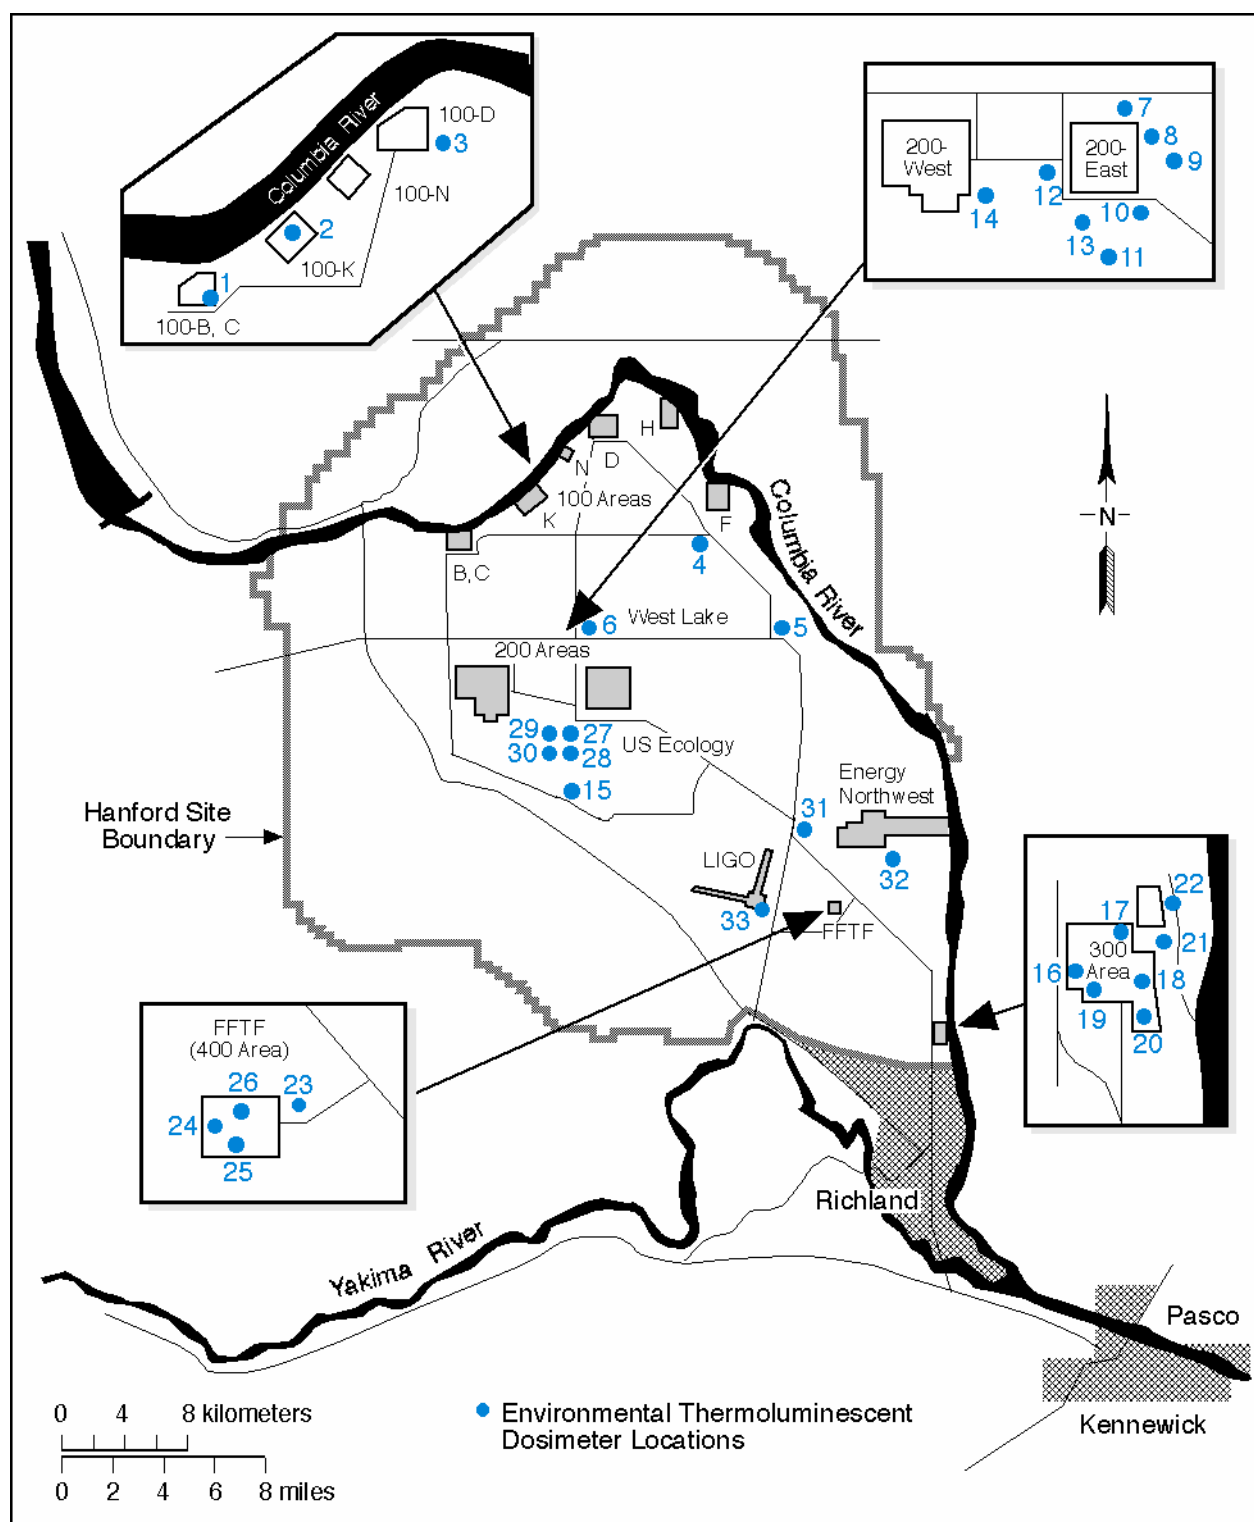 Columbia River
100-D
3
100-N
2
100-K
1
100-B, C
7
8
9
200-
West
200-
East
12
14
10
13
11
H
D
N
100 Areas
K
F
B,C
4
Columbia River
N
6
West Lake
5
200 Areas
29
27
30
28
US Ecology
15
Energy
Northwest
31
32
Hanford Site
Boundary
LIGO
33
FFTF
22
17
21
300
Area
16
18
19
20
FFTF
(400 Area)
26
23
24
25
Richland
Yakima River
Pasco
Kennewick
0 4 8 kilometers
0 2 4 6 8 miles
Environmental Thermoluminescent
Dosimeter Locations